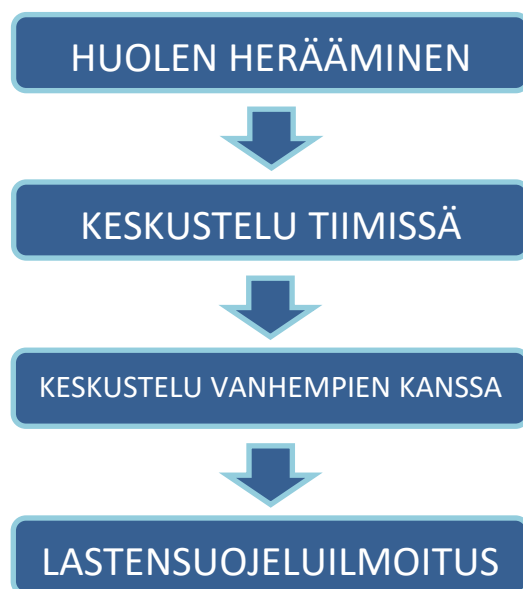 HUOLEN HERÄÄMINEN
KESKUSTELU TIIMISSÄ
KESKUSTELU VANHEMPIEN KANSSA
LASTENSUOJELUILMOITUS